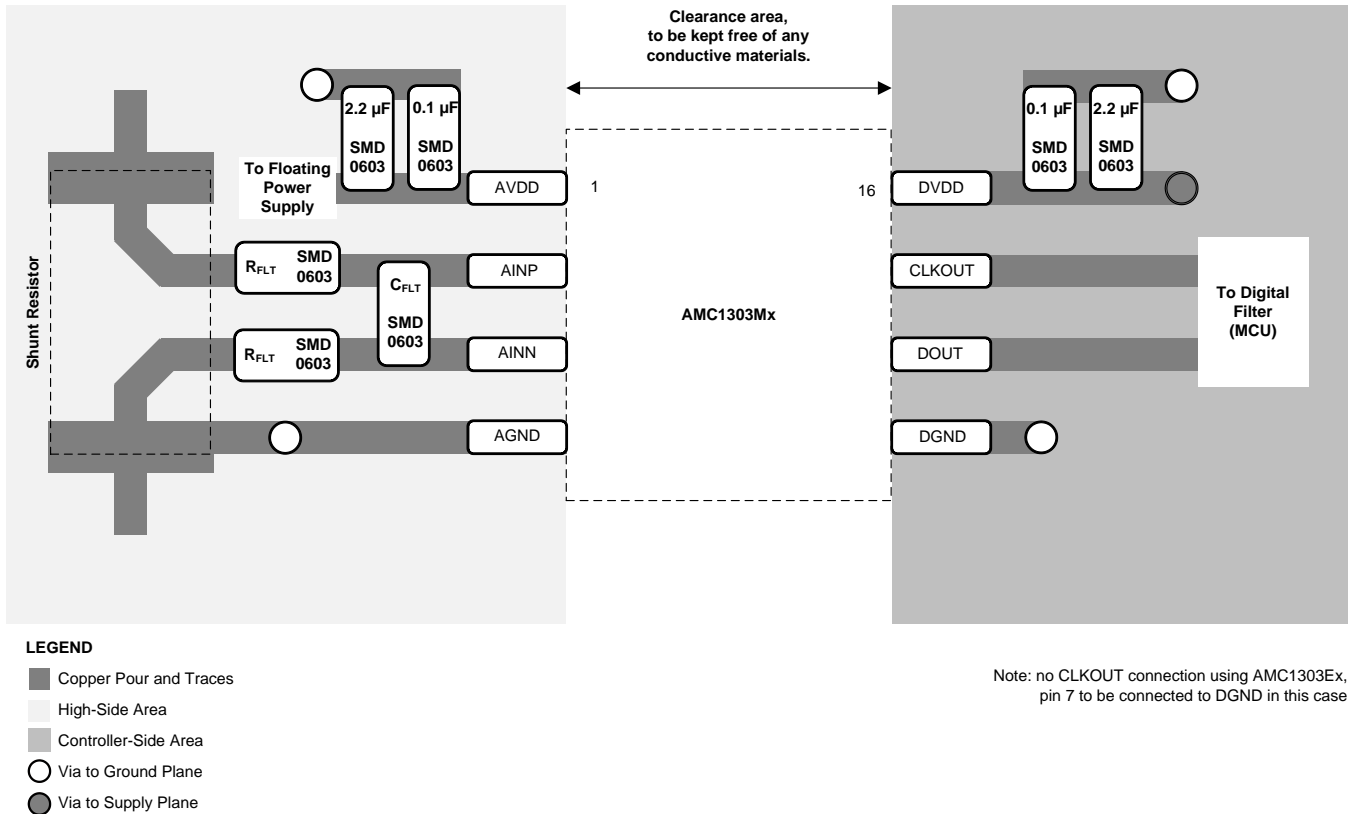 Clearance area,
to be kept free of any
conductive materials.
2.2 µF
SMD
0603
0.1 µF
SMD
0603
0.1 µF
SMD
0603
2.2 µF
SMD
0603
To Floating
Power
Supply
AVDD
1
16
DVDD
Shunt Resistor
RFLT
SMD
0603
CFLT
SMD
0603
AINP
CLKOUT
AMC1303Mx
To Digital
Filter
(MCU)
RFLT
SMD
0603
AINN
DOUT
AGND
DGND
LEGEND
Copper Pour and Traces
High-Side Area
Controller-Side Area
Via to Ground Plane
Via to Supply Plane
Note: no CLKOUT connection using AMC1303Ex,
pin 7 to be connected to DGND in this case